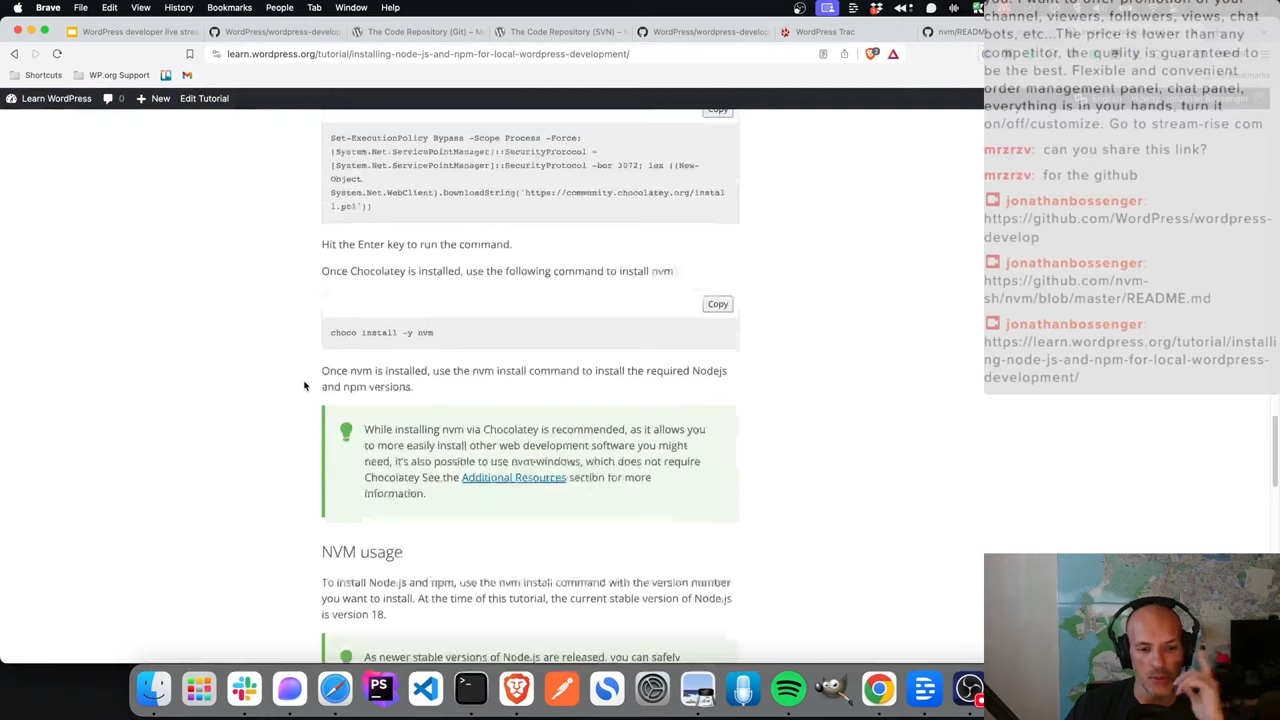 Brave File Edit View History Bookmarks People Tab Window Help
WordPress developer live strea
WordPress/wordpress-develop
The Code Repository (Git) – M
The Code Repository (SVN) –
WordPress/wordpress-develop
WordPress Trac
nvm/README
learn.wordpress.org/tutorial/installing-node-js-and-npm-for-local-wordpress-development/
Shortcuts WP.org Support
Learn WordPress 0 New Edit Tutorial
Copy
Set-ExecutionPolicy Bypass -Scope Process -Force;
[System.Net.ServicePointManager]::SecurityProtocol =
[System.Net.ServicePointManager]::SecurityProtocol -bor 3072; iex ((New-
Object
System.Net.WebClient).DownloadString('https://community.chocolatey.org/instal
l.ps1'))
Hit the Enter key to run the command.
Once Chocolatey is installed, use the following command to install nvm
Copy
choco install -y nvm
Once nvm is installed, use the nvm install command to install the required Nodejs
and npm versions.
While installing nvm via Chocolatey is recommended, as it allows you
to more easily install other web development software you might
need, it's also possible to use nvm-windows, which does not require
Chocolatey See the Additional Resources section for more
information.
NVM usage
To install Node.js and npm, use the nvm install command with the version number
you want to install. At the time of this tutorial, the current stable version of Node.js
is version 18.
As newer stable versions of Node.js are released, you can safely
you. I want to offer promotion of your
channel, viewers, followers, views, chat
bots, etc...The price is lower than any
competitor, the quality is guaranteed to
be the best. Flexible and convenient
order management panel, chat panel,
everything is in your hands, turn it
on/off/customize. Go to stream-rise com
mrzrzv: can you share this link?
mrzrzv: for the github
jonathanbossenger:
https://github.com/WordPress/wordpress-
develop
jonathanbossenger:
https://github.com/nvm-
sh/nvm/blob/master/README.md
jonathanbossenger:
https://learn.wordpress.org/tutorial/installi
ng-node-js-and-npm-for-local-wordpress-
development/